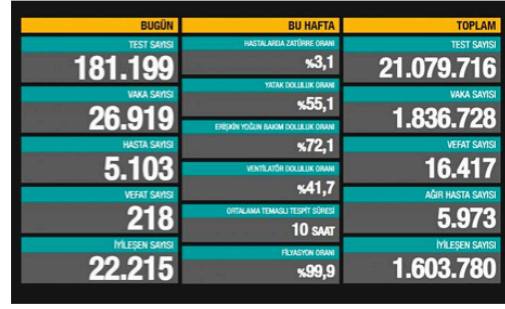 BUGÜN
TEST SAYISI
181.199
VAKA SAYISI
26.919
HASTA SAYISI
5.103
VEFAT SAYISI
218
İYİLEŞEN SAYISI
22.215
BU HAFTA
HASTALARDA ZATÜRRE ORANI
%3,1
YATAK DOLULUK ORANI
%55,1
ERİŞKİN YOĞUN BAKIM DOLULUK ORANI
%72,1
VENTİLATÖR DOLULUK ORANI
%41,7
ORTALAMA TEMASLI TESPİT SÜRESİ
10 SAAT
FİLYASYON ORANI
%99,9
TOPLAM
TEST SAYISI
21.079.716
VAKA SAYISI
1.836.728
VEFAT SAYISI
16.417
AĞIR HASTA SAYISI
5.973
İYİLEŞEN SAYISI
1.603.780